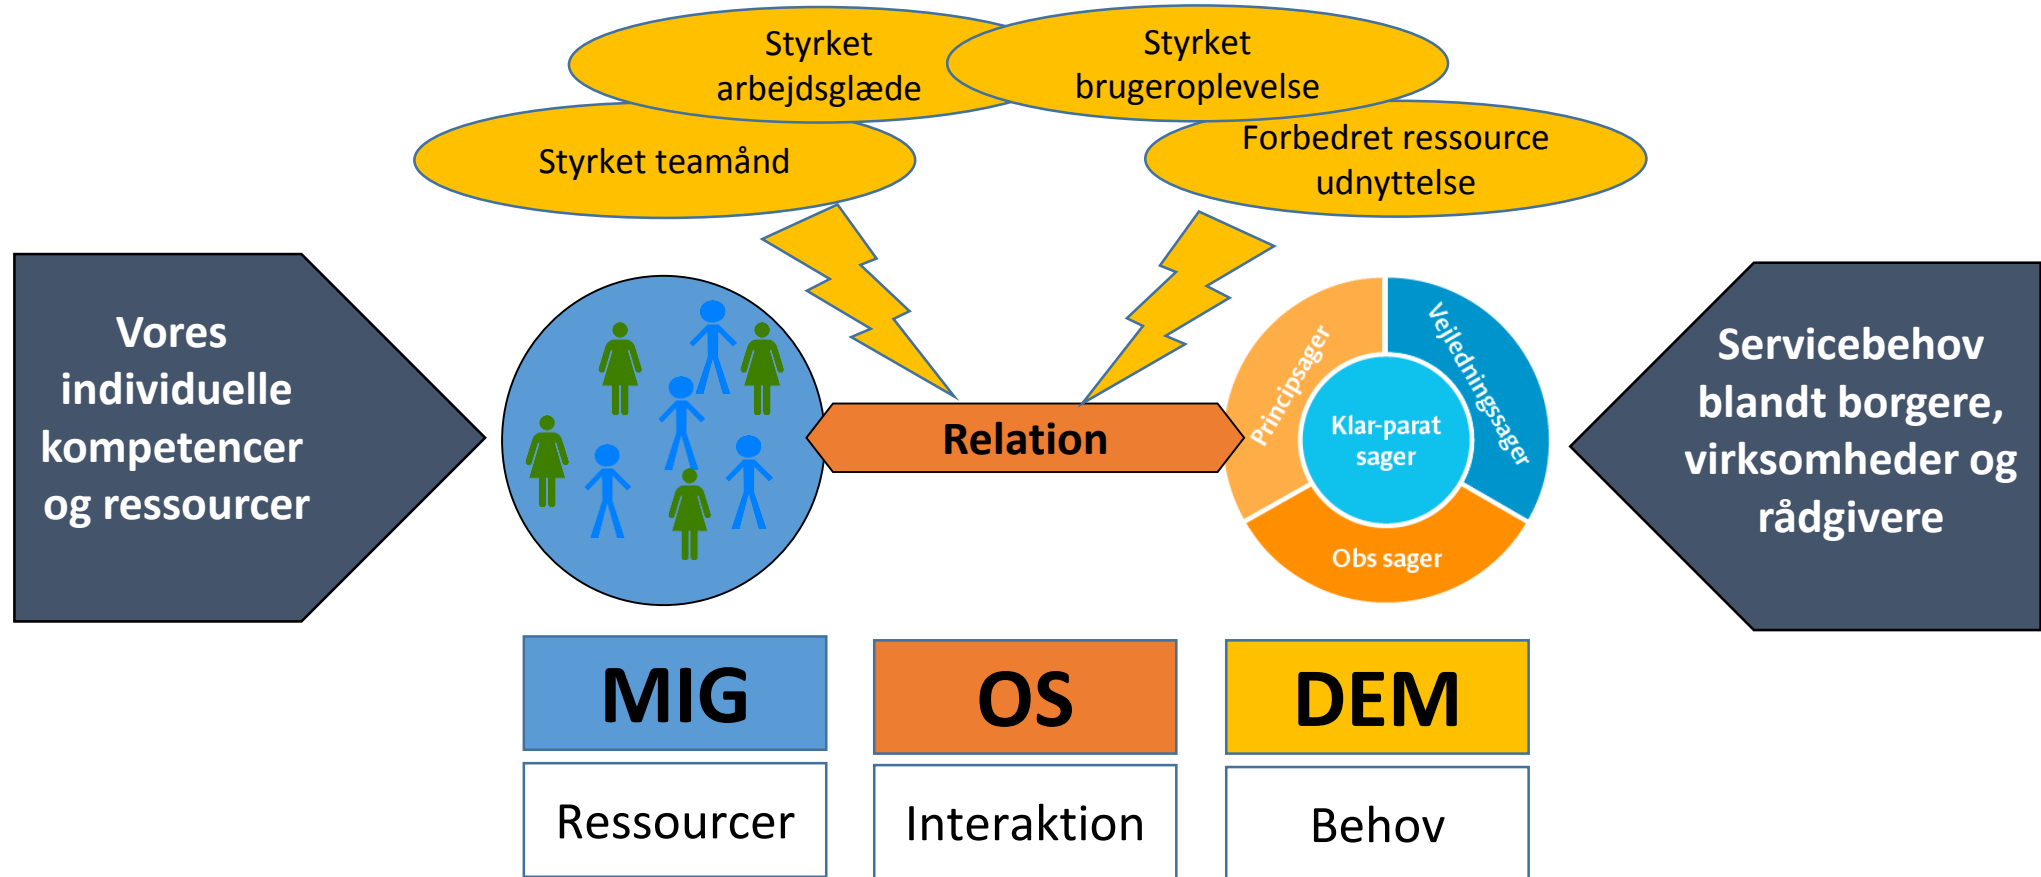 Styrket
arbejdsglæde
Styrket
brugeroplevelse
Styrket teamånd
Forbedret ressource
udnyttelse
Vores
individuelle
kompetencer
og ressourcer
Relation
Principsager
Vejledningssager
Klar-parat
sager
Obs sager
Servicebehov
blandt borgere,
virksomheder og
rådgivere
MIG
OS
DEM
Ressourcer
Interaktion
Behov